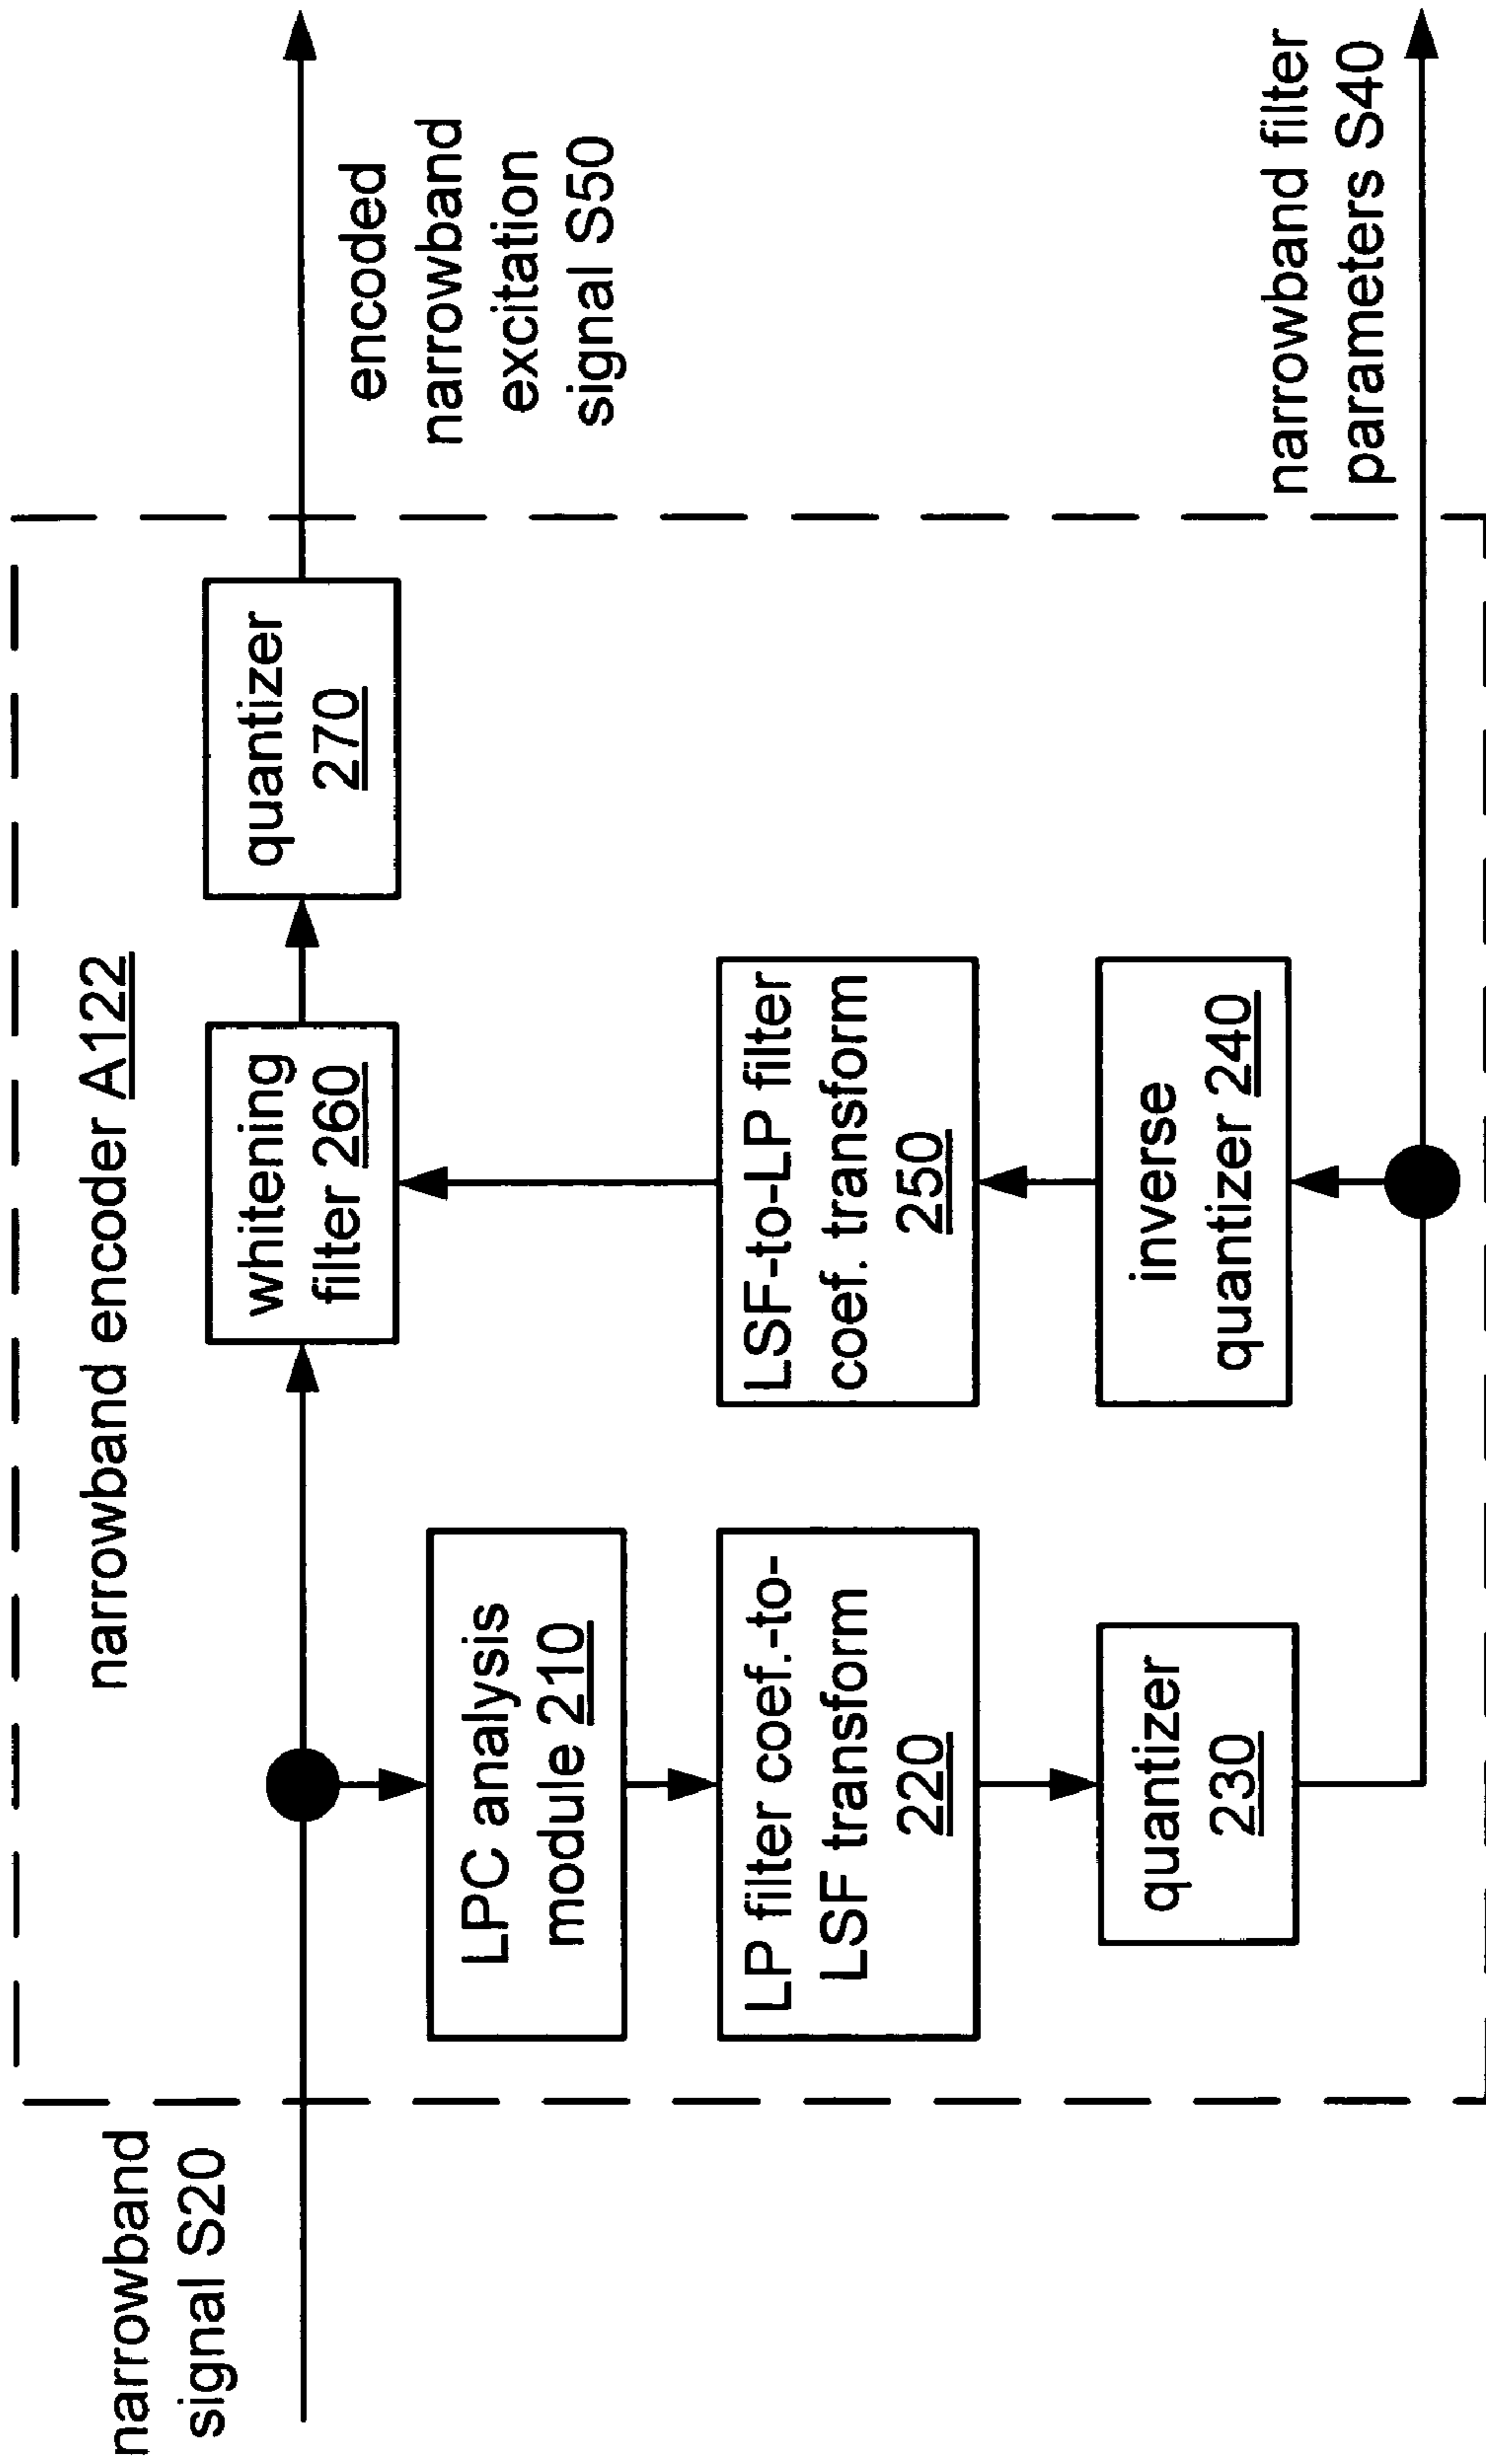 narrowband
signal S20
narrowband encoder A122
LPC analysis
module 210
LP filter coef.-to-
LSF transform
220
quantizer
230
whitening
filter 260
LSF-to-LP filter
coef. transform
250
inverse
quantizer 240
quantizer
270
encoded
narrowband
excitation
signal S50
narrowband filter
parameters S40